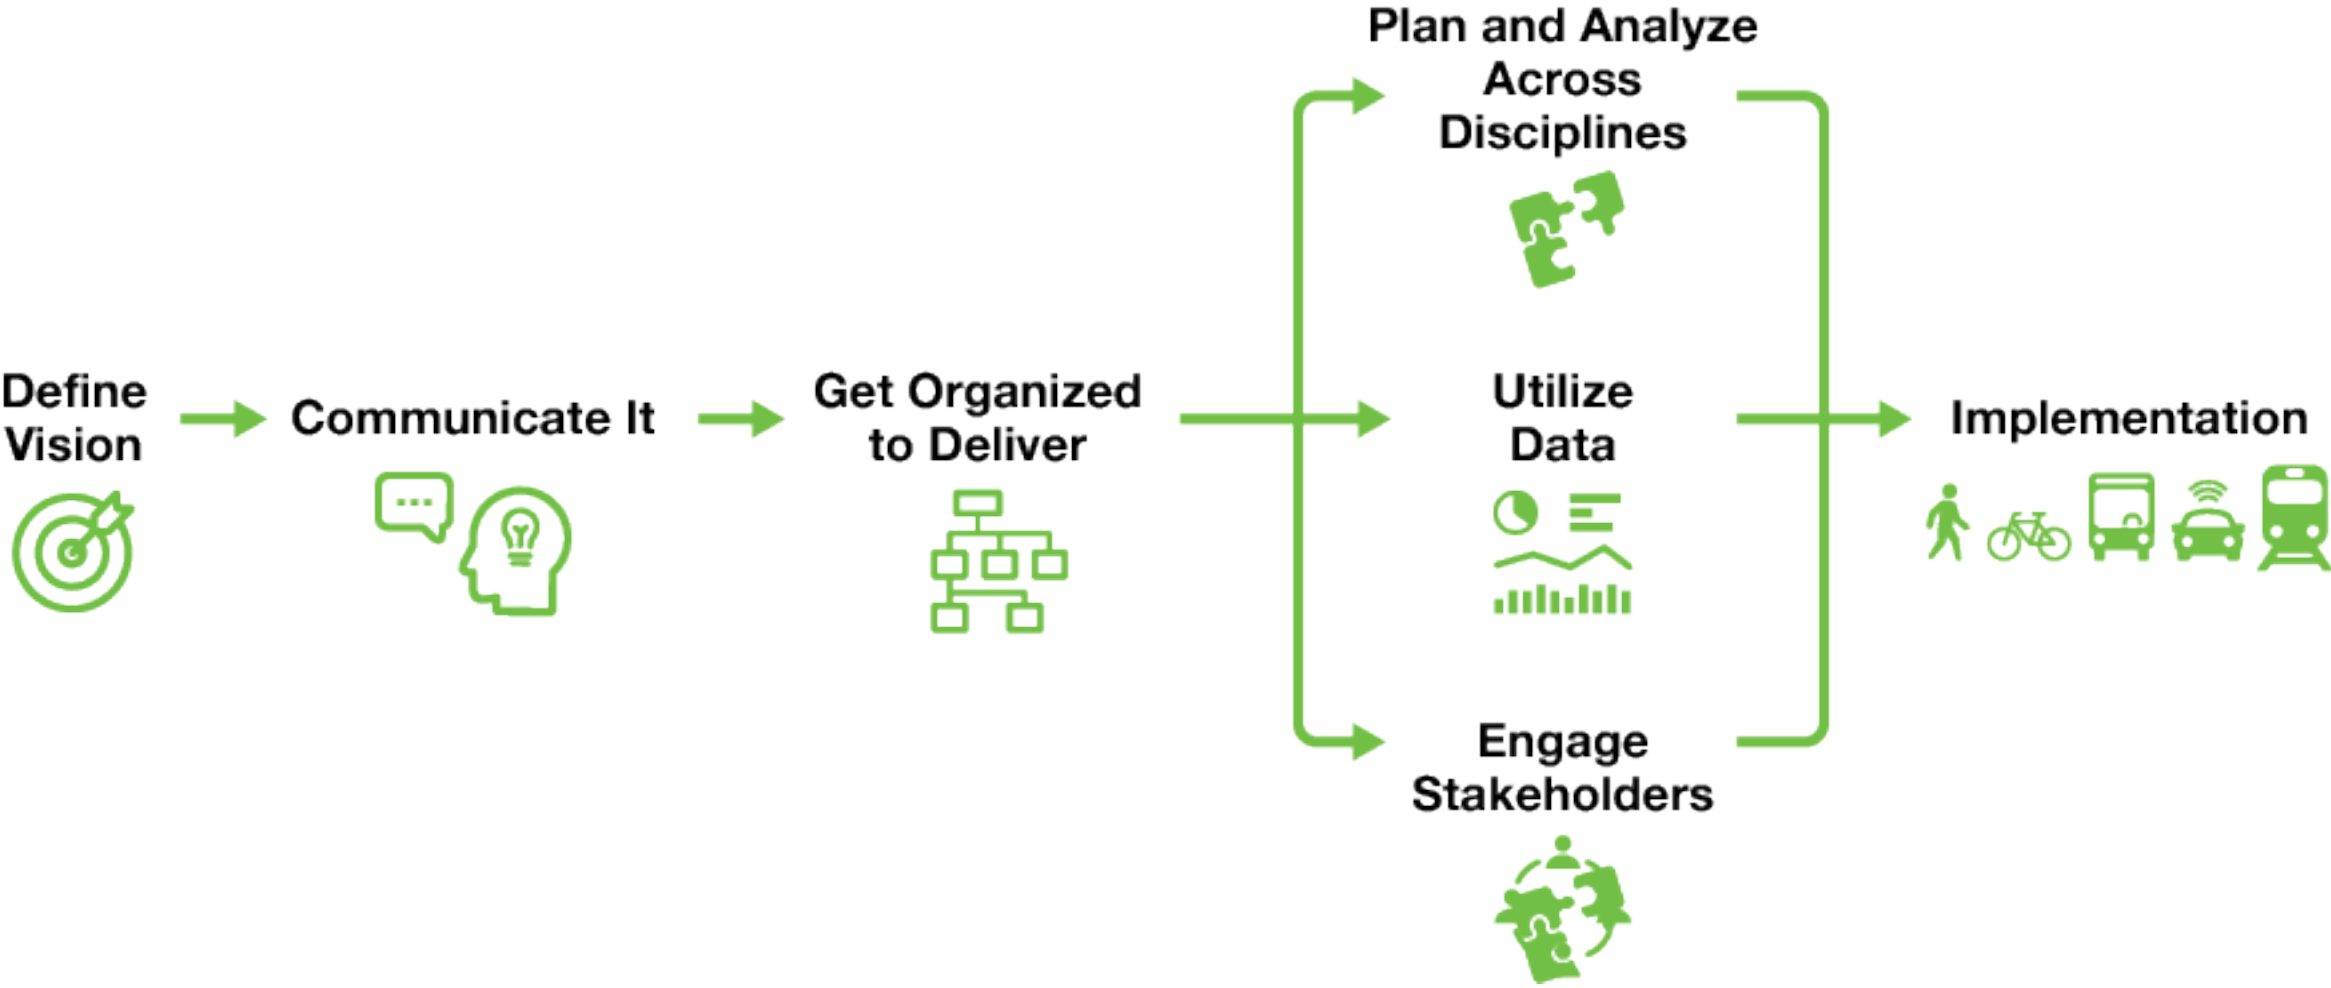 Define
Vision
Communicate It
Get Organized
to Deliver
Plan and Analyze
Across
Disciplines
Utilize
Data
Engage
Stakeholders
Implementation